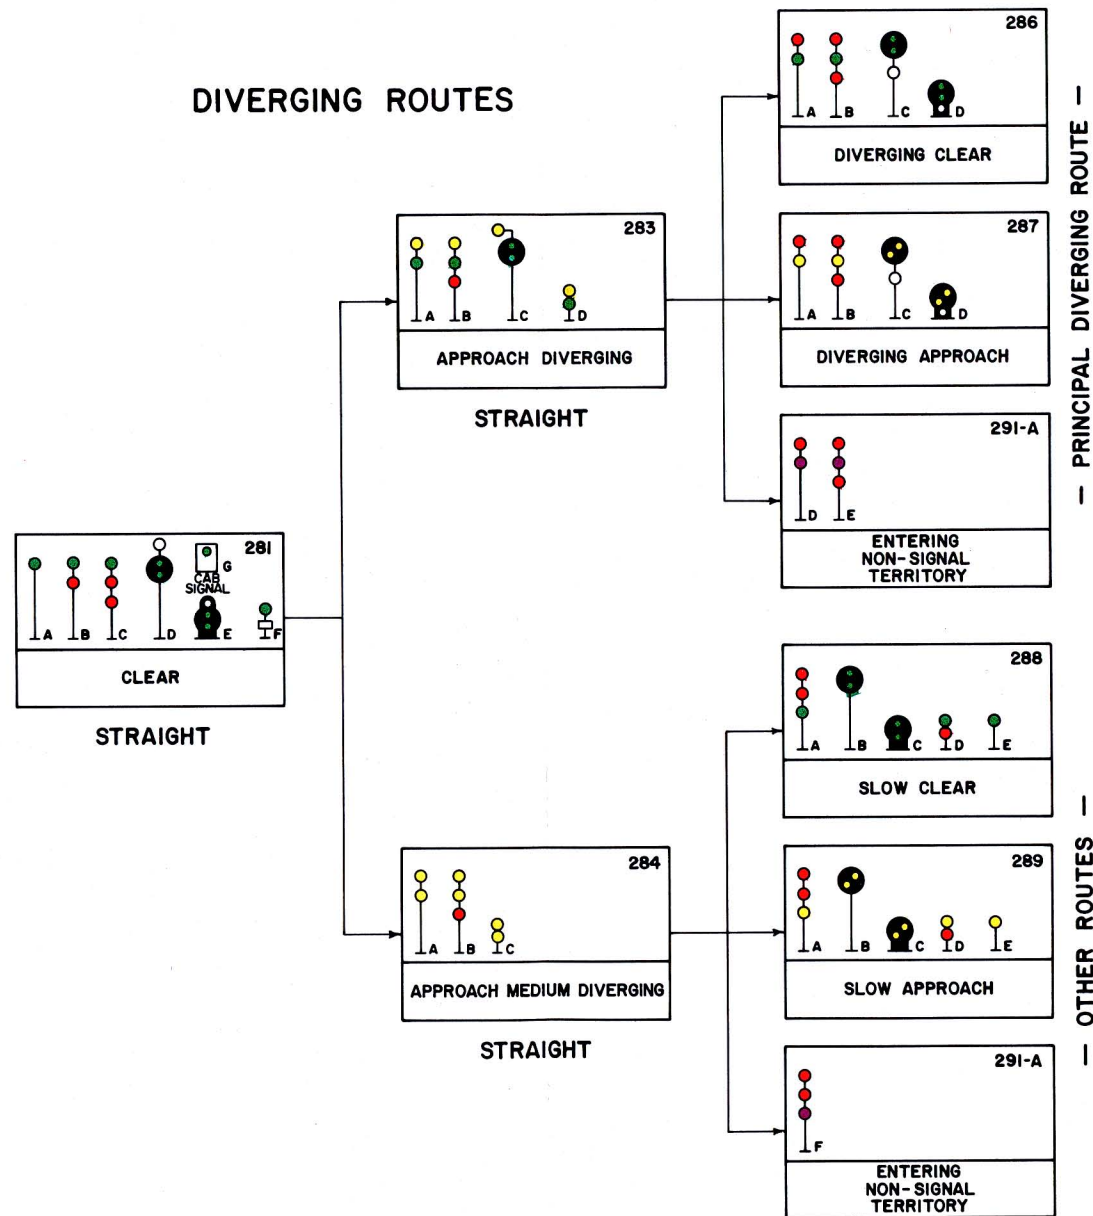 DIVERGING ROUTES
286
A B C D
DIVERGING CLEAR
283
A B C D
APPROACH DIVERGING
STRAIGHT
287
A B C D
DIVERGING APPROACH
291-A
D E
ENTERING
NON-SIGNAL
TERRITORY
— PRINCIPAL DIVERGING ROUTE —
281
G
CAB
SIGNAL
A B C D E F
CLEAR
STRAIGHT
288
A B C D E
SLOW CLEAR
284
A B C
APPROACH MEDIUM DIVERGING
STRAIGHT
289
A B C D E
SLOW APPROACH
291-A
F
ENTERING
NON-SIGNAL
TERRITORY
— OTHER ROUTES —